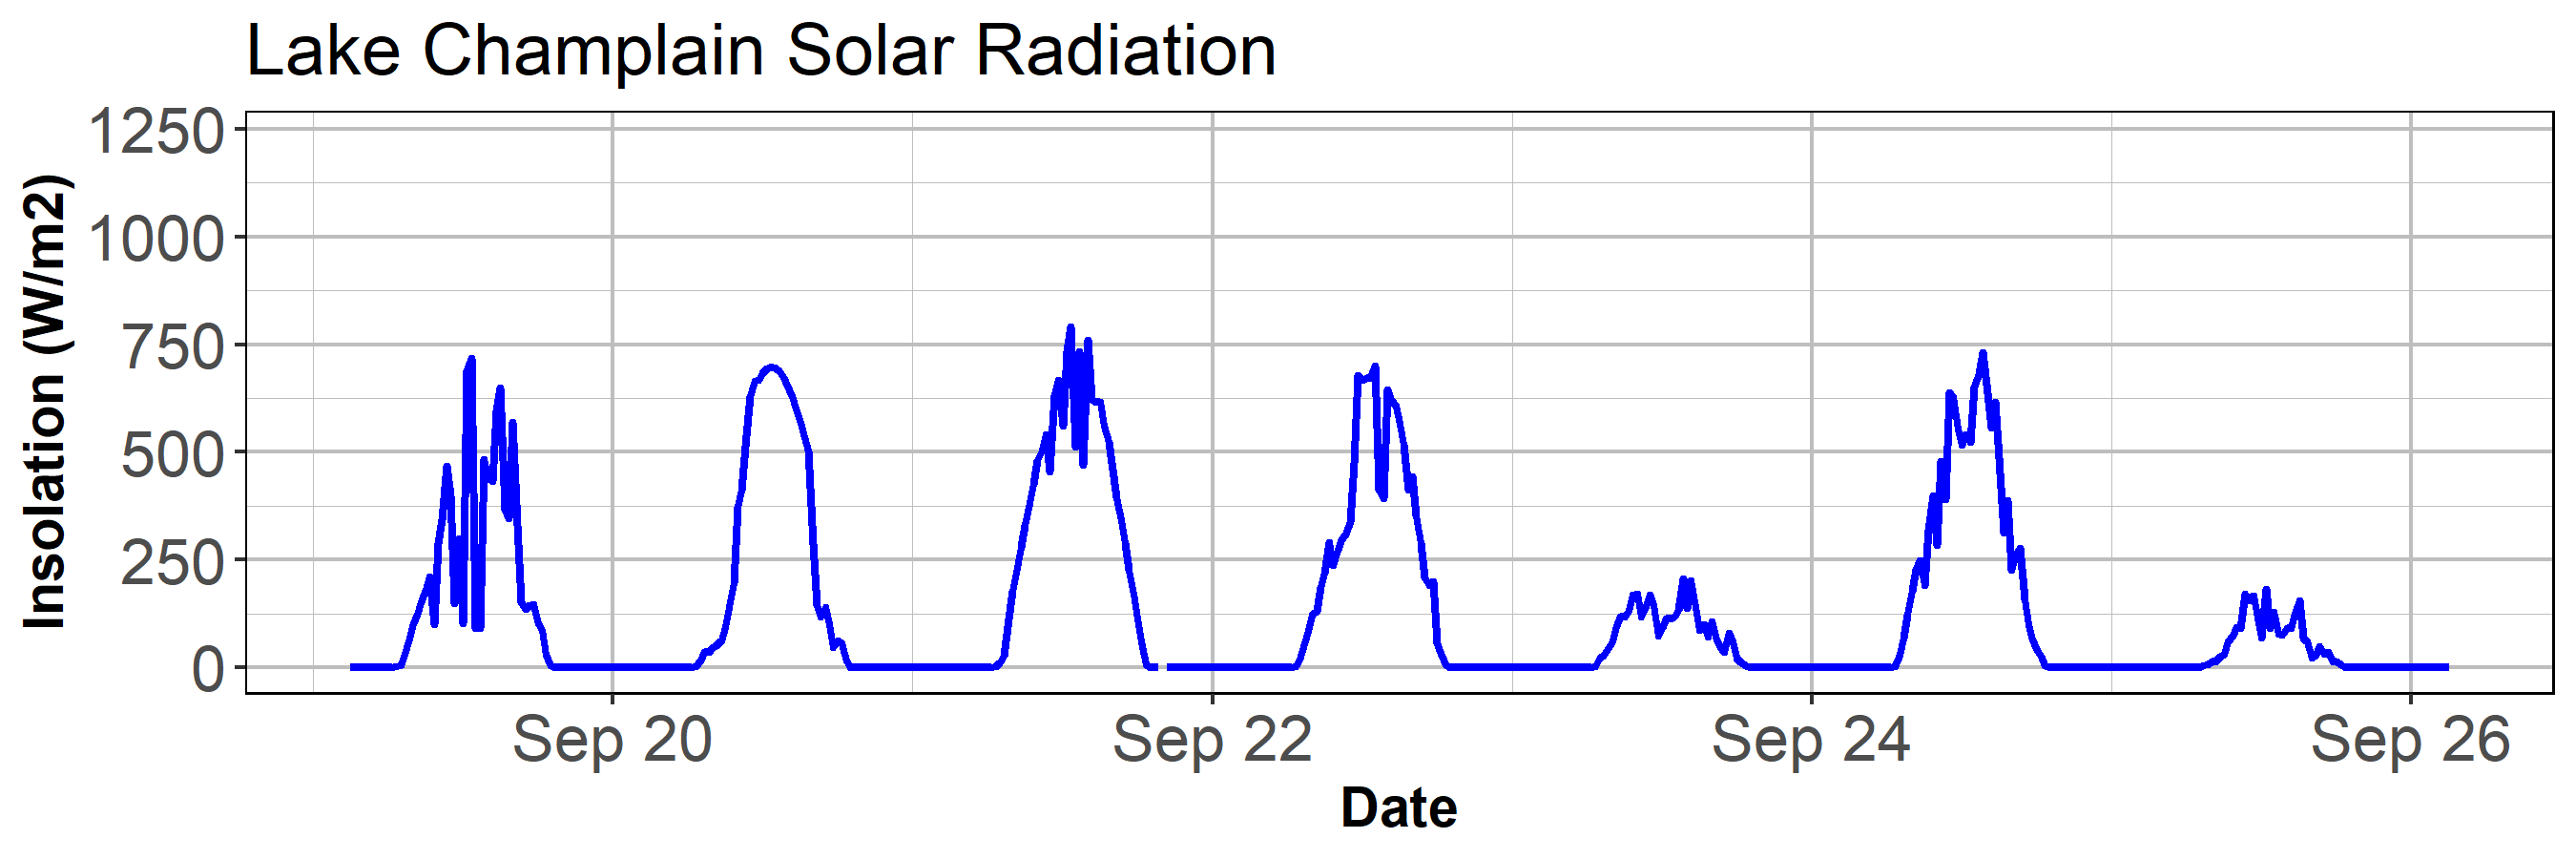 Lake Champlain Solar Radiation
Insolation (W/m2)
1250
1000
750
500
250
0
Sep 20 Sep 22 Sep 24 Sep 26
Date